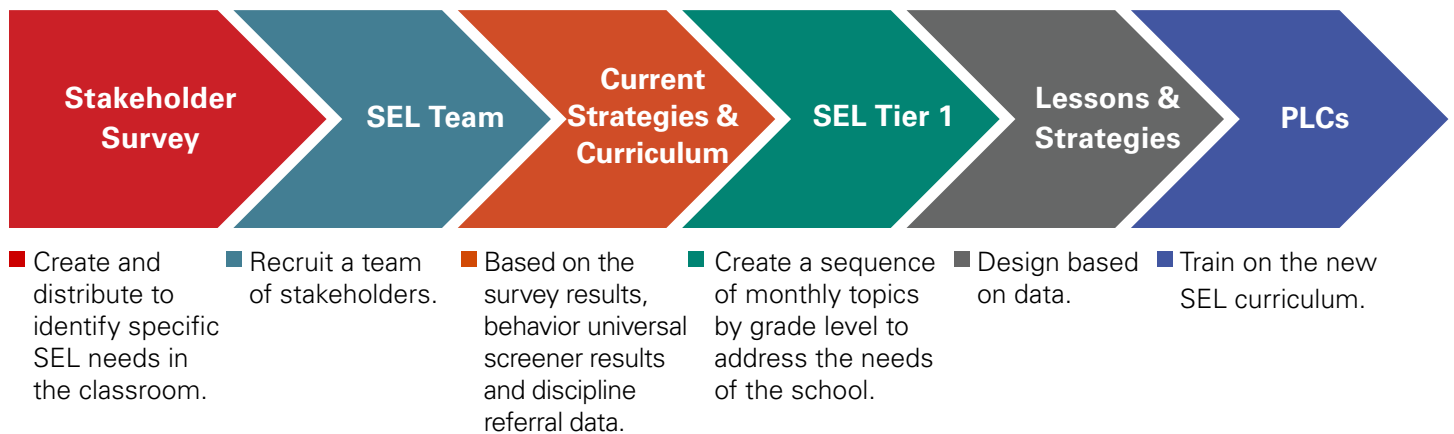 Stakeholder
Survey
SEL Team
Current
Strategies &
Curriculum
SEL Tier 1
Lessons &
Strategies
PLCs
Create and
distribute to
identify specific
SEL needs in
the classroom.
Recruit a team
of stakeholders.
Based on the
survey results,
behavior universal
screener results
and discipline
referral data.
Create a sequence
of monthly topics
by grade level to
address the needs
of the school.
Design based
on data.
Train on the new
SEL curriculum.